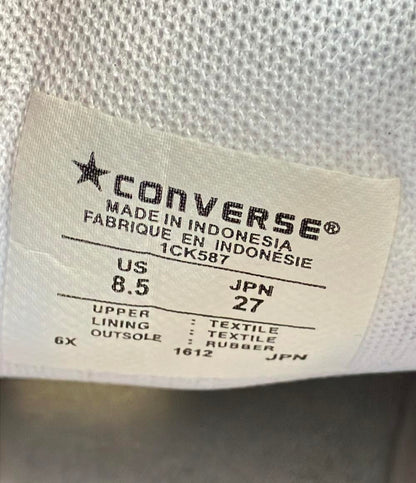 ★CONVERSE®
MADE IN INDONESIA
FABRIQUE EN INDONÉSIE
1CK587
US JPN
8.5 27
UPPER : TEXTILE
LINING : TEXTILE
OUTSOLE : RUBBER
6X 1612 JPN